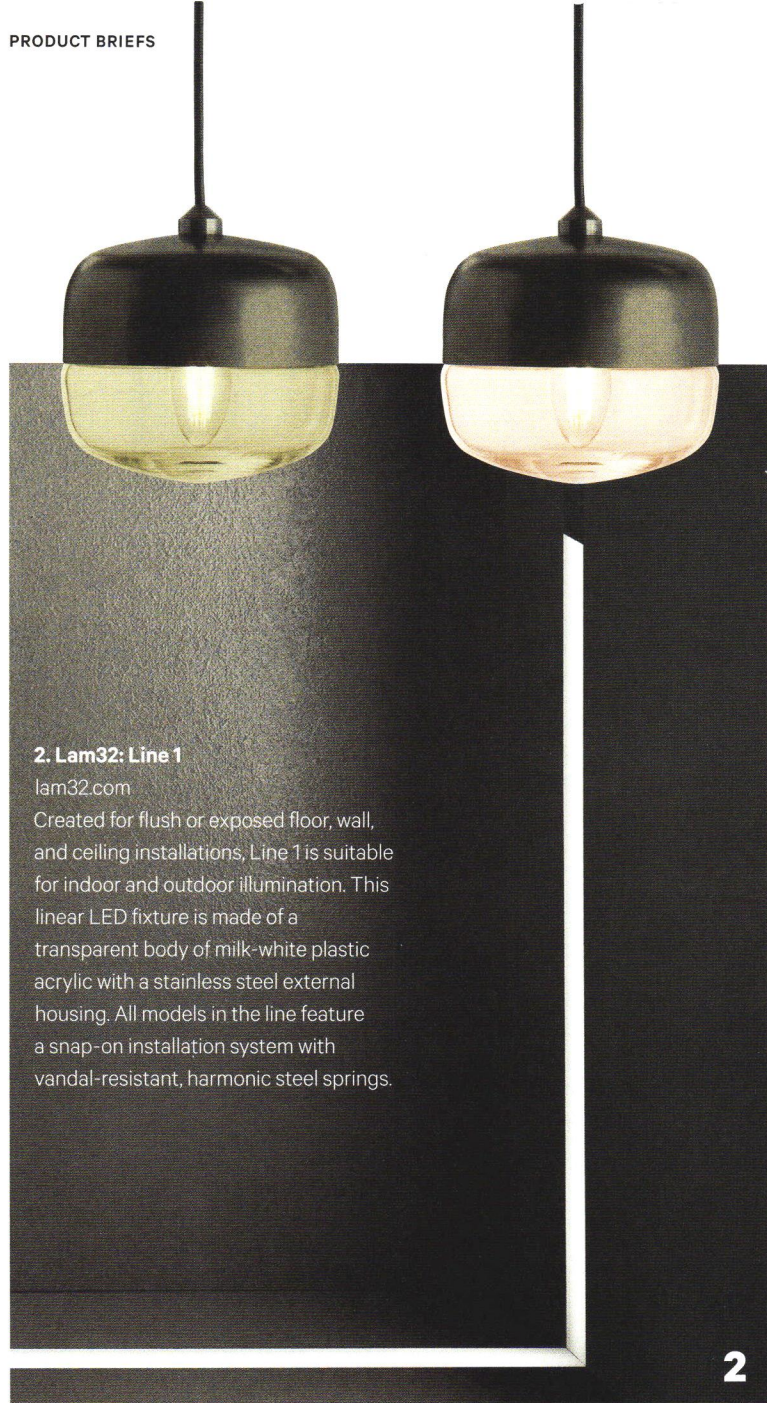 PRODUCT BRIEFS
2. Lam32: Line 1
lam32.com
Created for flush or exposed floor, wall,
and ceiling installations, Line 1 is suitable
for indoor and outdoor illumination. This
linear LED fixture is made of a
transparent body of milk-white plastic
acrylic with a stainless steel external
housing. All models in the line feature
a snap-on installation system with
vandal-resistant, harmonic steel springs.
2